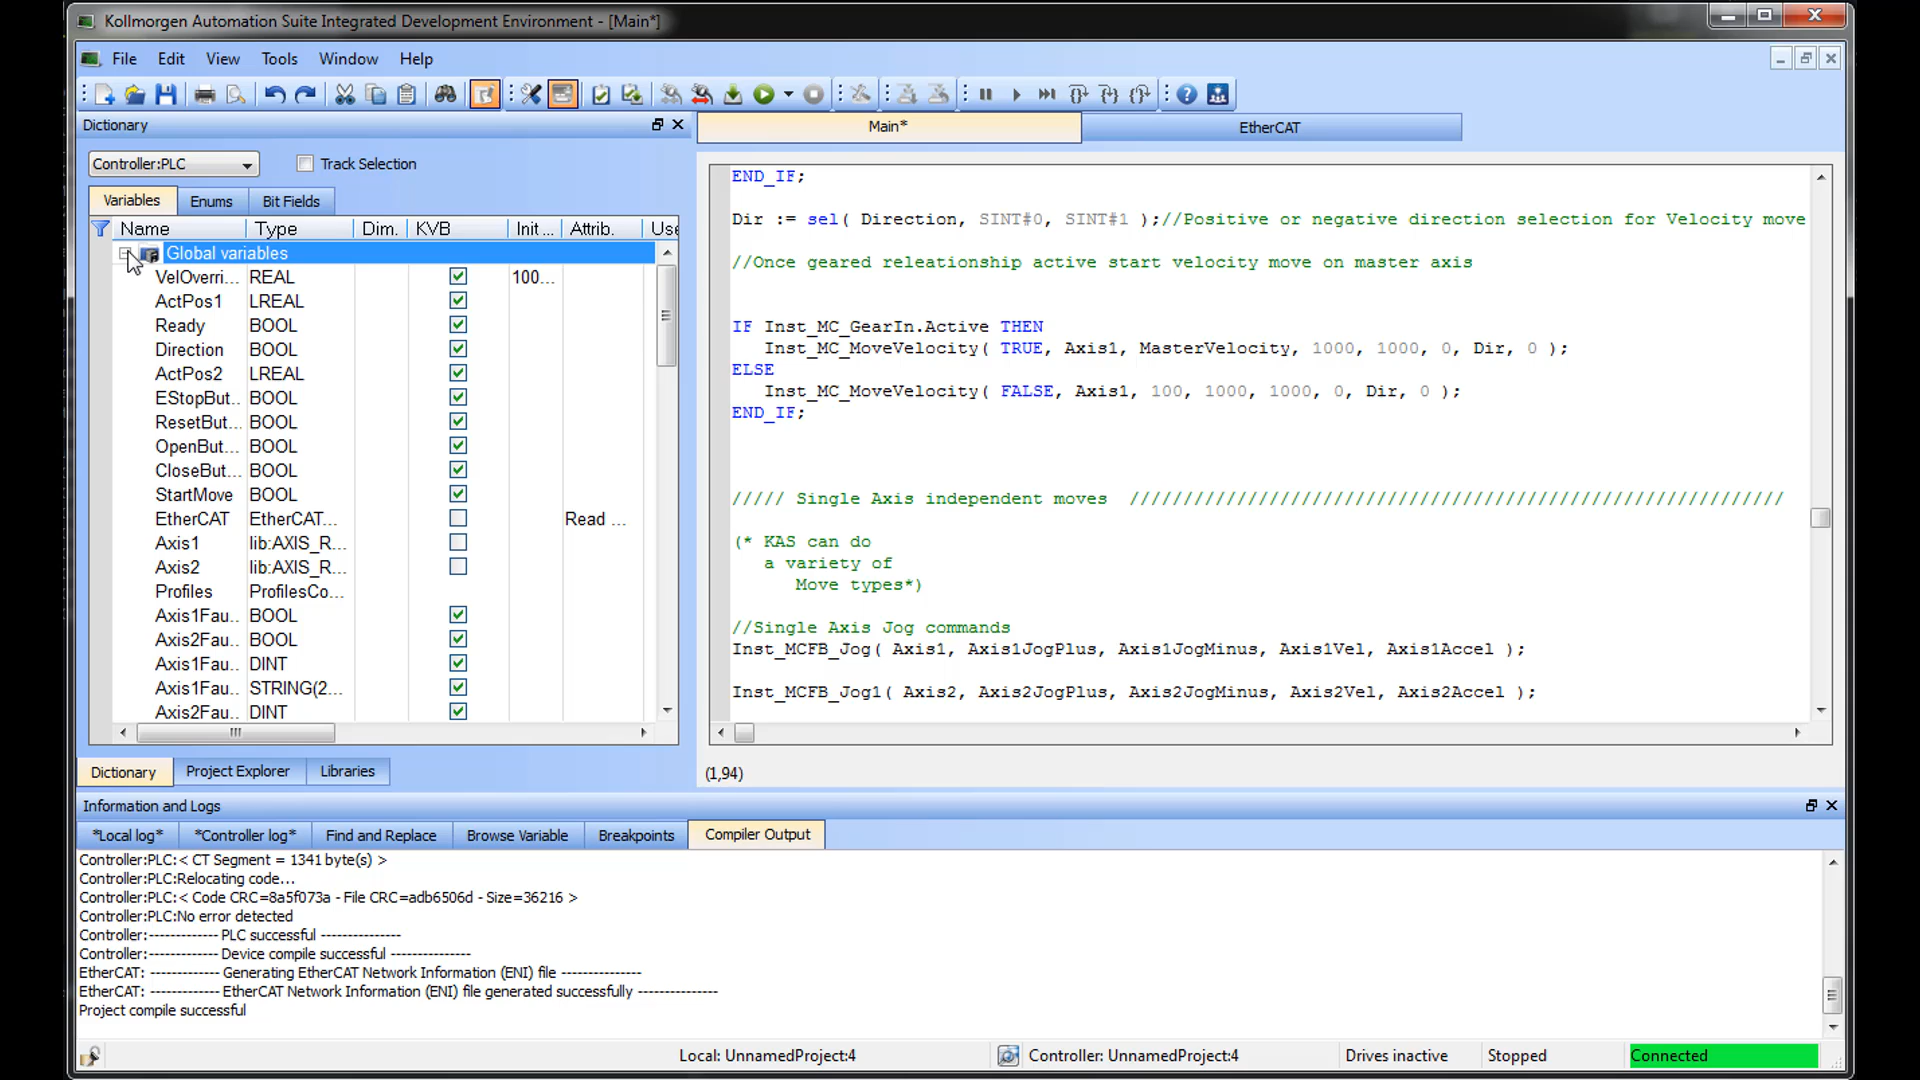 Kollmorgen Automation Suite Integrated Development Environment - [Main*]
File Edit View Tools Window Help
Dictionary
Controller:PLC Track Selection
Variables Enums Bit Fields
Name Type Dim. KVB Init ... Attrib. Use
Global variables
VelOverri... REAL 100...
ActPos1 LREAL
Ready BOOL
Direction BOOL
ActPos2 LREAL
EStopBut... BOOL
ResetBut... BOOL
OpenBut... BOOL
CloseBut... BOOL
StartMove BOOL
EtherCAT EtherCAT... Read ...
Axis1 lib:AXIS_R...
Axis2 lib:AXIS_R...
Profiles ProfilesCo...
Axis1Fau... BOOL
Axis2Fau... BOOL
Axis1Fau... DINT
Axis1Fau... STRING(2...
Axis2Fau... DINT
Dictionary Project Explorer Libraries
Main* EtherCAT
END_IF;
Dir := sel( Direction, SINT#0, SINT#1 );//Positive or negative direction selection for Velocity move
//Once geared releationship active start velocity move on master axis
IF Inst_MC_GearIn.Active THEN
Inst_MC_MoveVelocity( TRUE, Axis1, MasterVelocity, 1000, 1000, 0, Dir, 0 );
ELSE
Inst_MC_MoveVelocity( FALSE, Axis1, 100, 1000, 1000, 0, Dir, 0 );
END_IF;
///// Single Axis independent moves /////////////////////////////////////////////////////////////
(* KAS can do
a variety of
Move types*)
//Single Axis Jog commands
Inst_MCFB_Jog( Axis1, Axis1JogPlus, Axis1JogMinus, Axis1Vel, Axis1Accel );
Inst_MCFB_Jog1( Axis2, Axis2JogPlus, Axis2JogMinus, Axis2Vel, Axis2Accel );
(1,94)
Information and Logs
*Local log* *Controller log* Find and Replace Browse Variable Breakpoints Compiler Output
Controller:PLC:< CT Segment = 1341 byte(s) >
Controller:PLC:Relocating code...
Controller:PLC:< Code CRC=8a5f073a - File CRC=adb6506d - Size=36216 >
Controller:PLC:No error detected
Controller:------------- PLC successful ---------------
Controller:------------- Device compile successful ---------------
EtherCAT: ------------- Generating EtherCAT Network Information (ENI) file ---------------
EtherCAT: ------------- EtherCAT Network Information (ENI) file generated successfully ---------------
Project compile successful
Local: UnnamedProject:4 Controller: UnnamedProject:4 Drives inactive Stopped Connected